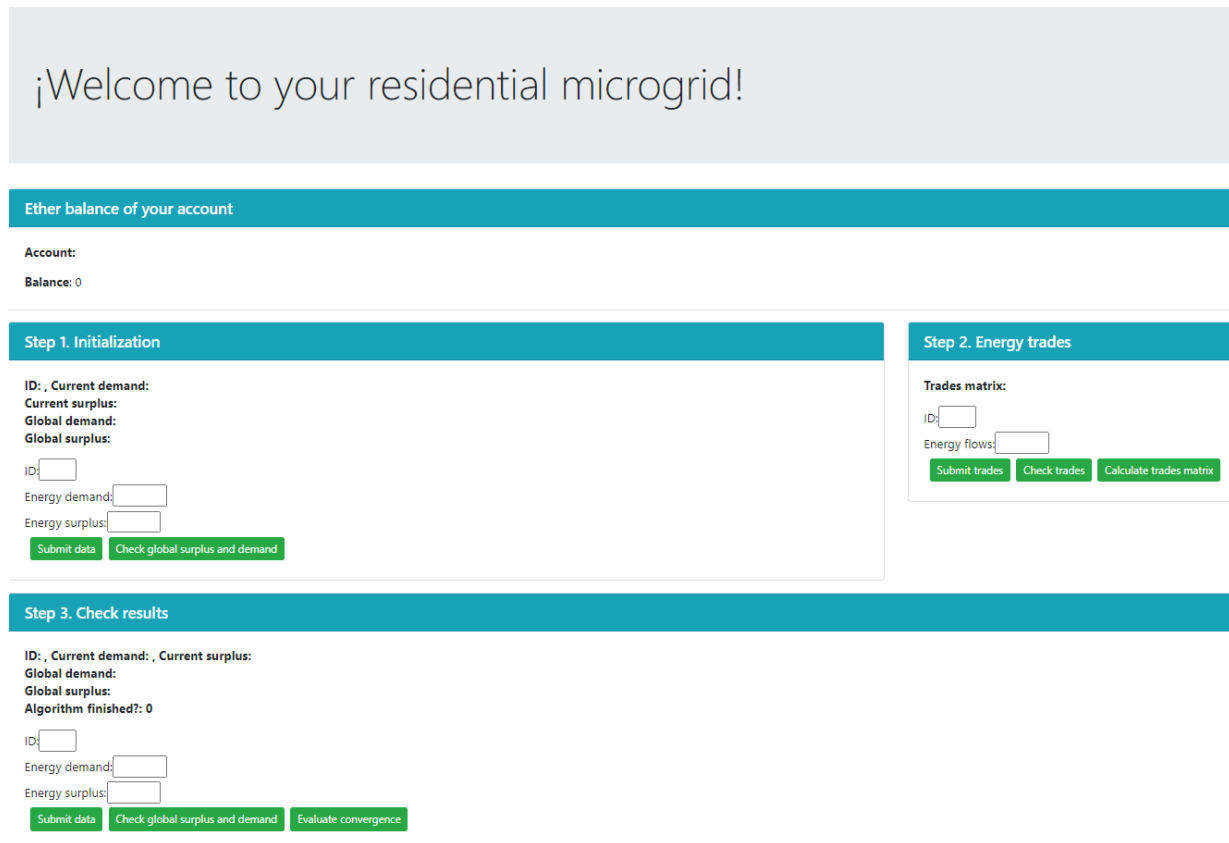 ¡Welcome to your residential microgrid!
Ether balance of your account
Account:
Balance: 0
Step 1. Initialization
ID: , Current demand:
Current surplus:
Global demand:
Global surplus:
ID:
Energy demand:
Energy surplus:
Submit data Check global surplus and demand
Step 2. Energy trades
Trades matrix:
ID:
Energy flows:
Submit trades Check trades Calculate trades matrix
Step 3. Check results
ID: , Current demand: , Current surplus:
Global demand:
Global surplus:
Algorithm finished?: 0
ID:
Energy demand:
Energy surplus:
Submit data Check global surplus and demand Evaluate convergence